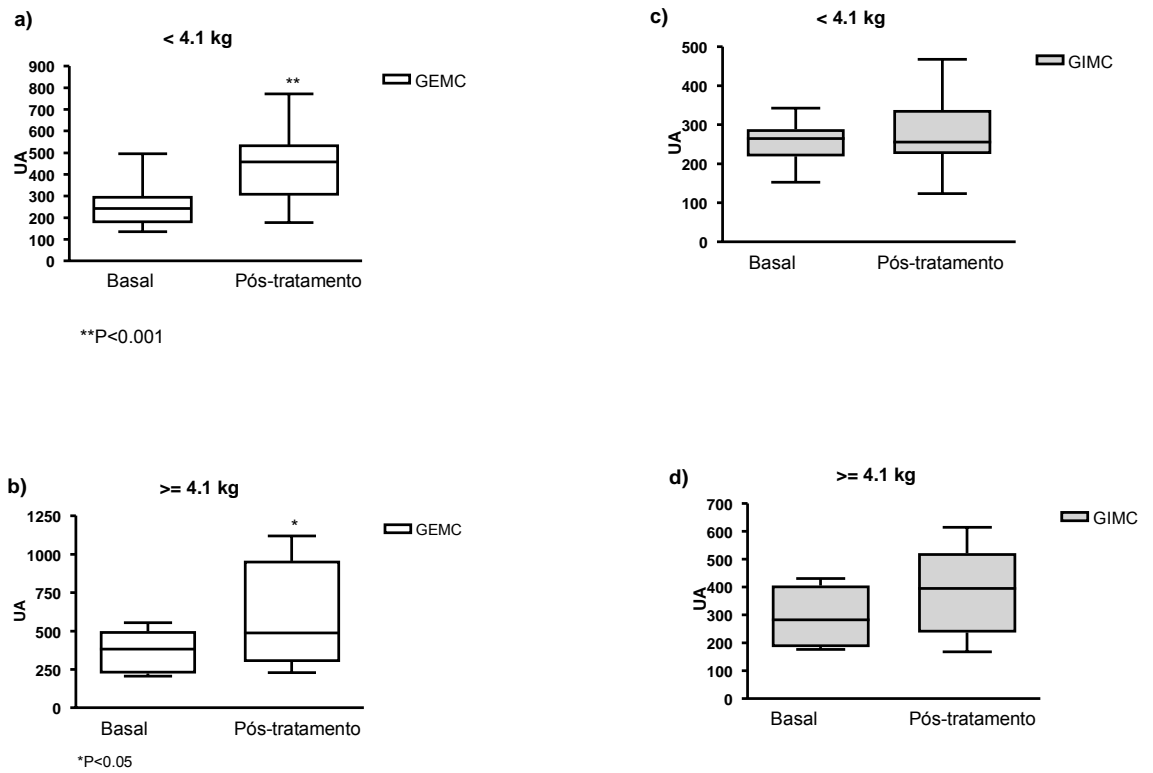 a)
< 4.1 kg
900
800
700
600
500
400
300
200
100
0
UA
**
GEMC
Basal
Pós-tratamento
**P<0.001
c)
< 4.1 kg
500
400
300
200
100
0
UA
GIMC
Basal
Pós-tratamento
b)
>= 4.1 kg
1250
1000
750
500
250
0
UA
*
GEMC
Basal
Pós-tratamento
*P<0.05
d)
>= 4.1 kg
700
600
500
400
300
200
100
0
UA
GIMC
Basal
Pós-tratamento